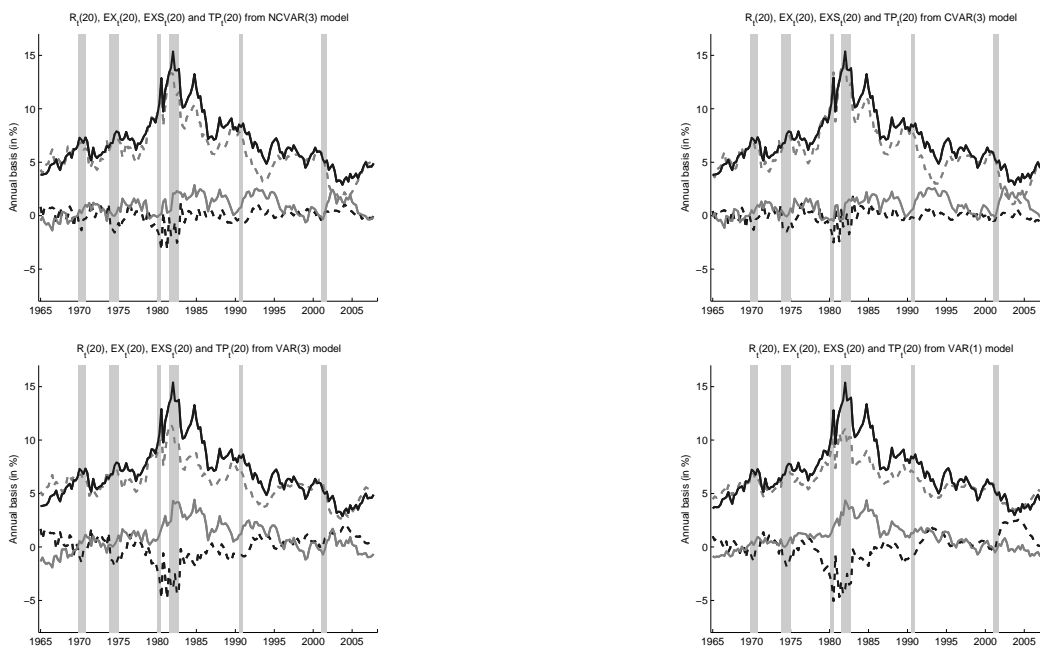 R_t(20), EX_t(20), EXS_t(20) and TP_t(20) from NCVAR(3) model
Annual basis (in %)
15
10
5
0
−5
1965 1970 1975 1980 1985 1990 1995 2000 2005
R_t(20), EX_t(20), EXS_t(20) and TP_t(20) from CVAR(3) model
Annual basis (in %)
15
10
5
0
−5
1965 1970 1975 1980 1985 1990 1995 2000 2005
R_t(20), EX_t(20), EXS_t(20) and TP_t(20) from VAR(3) model
Annual basis (in %)
15
10
5
0
−5
1965 1970 1975 1980 1985 1990 1995 2000 2005
R_t(20), EX_t(20), EXS_t(20) and TP_t(20) from VAR(1) model
Annual basis (in %)
15
10
5
0
−5
1965 1970 1975 1980 1985 1990 1995 2000 2005